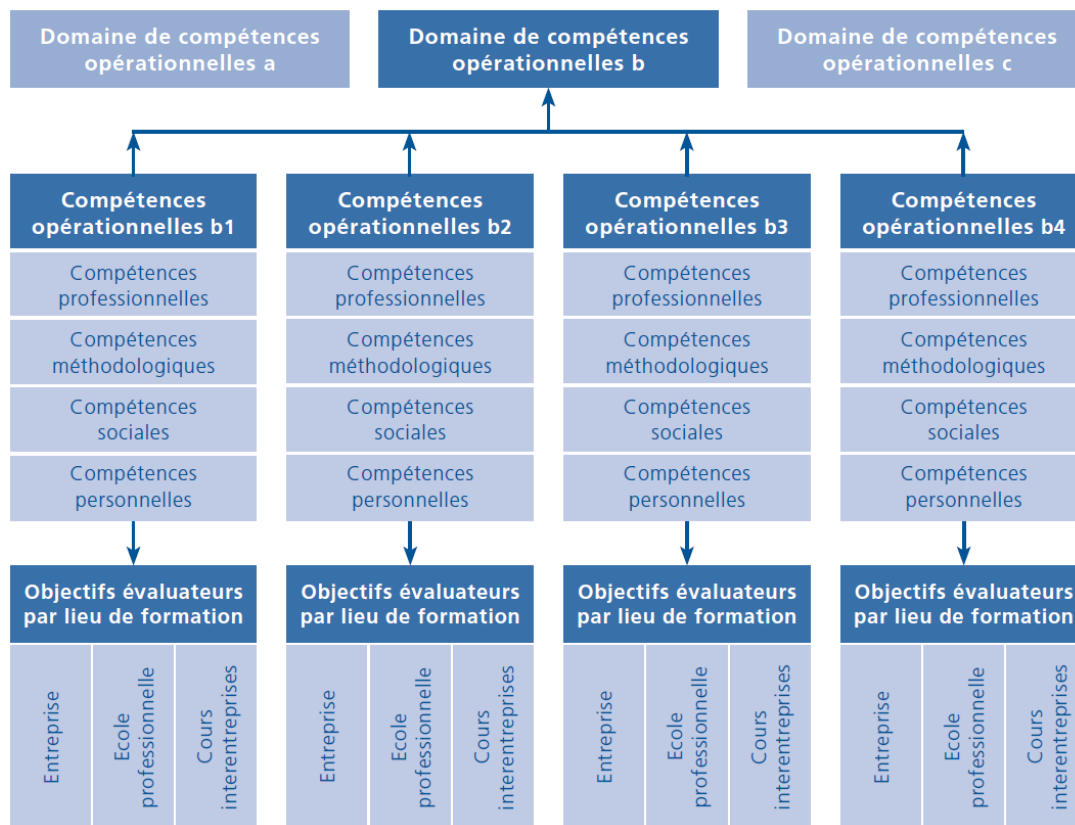 Domaine de compétences
opérationnelles a
Domaine de compétences
opérationnelles b
Domaine de compétences
opérationnelles c
Compétences
opérationnelles b1
Compétences
professionnelles
Compétences
méthodologiques
Compétences
sociales
Compétences
personnelles
Objectifs évaluateurs
par lieu de formation
Entreprise
Ecole
professionnelle
Cours
interentreprises
Compétences
opérationnelles b2
Compétences
professionnelles
Compétences
méthodologiques
Compétences
sociales
Compétences
personnelles
Objectifs évaluateurs
par lieu de formation
Entreprise
Ecole
professionnelle
Cours
interentreprises
Compétences
opérationnelles b3
Compétences
professionnelles
Compétences
méthodologiques
Compétences
sociales
Compétences
personnelles
Objectifs évaluateurs
par lieu de formation
Entreprise
Ecole
professionnelle
Cours
interentreprises
Compétences
opérationnelles b4
Compétences
professionnelles
Compétences
méthodologiques
Compétences
sociales
Compétences
personnelles
Objectifs évaluateurs
par lieu de formation
Entreprise
Ecole
professionnelle
Cours
interentreprises